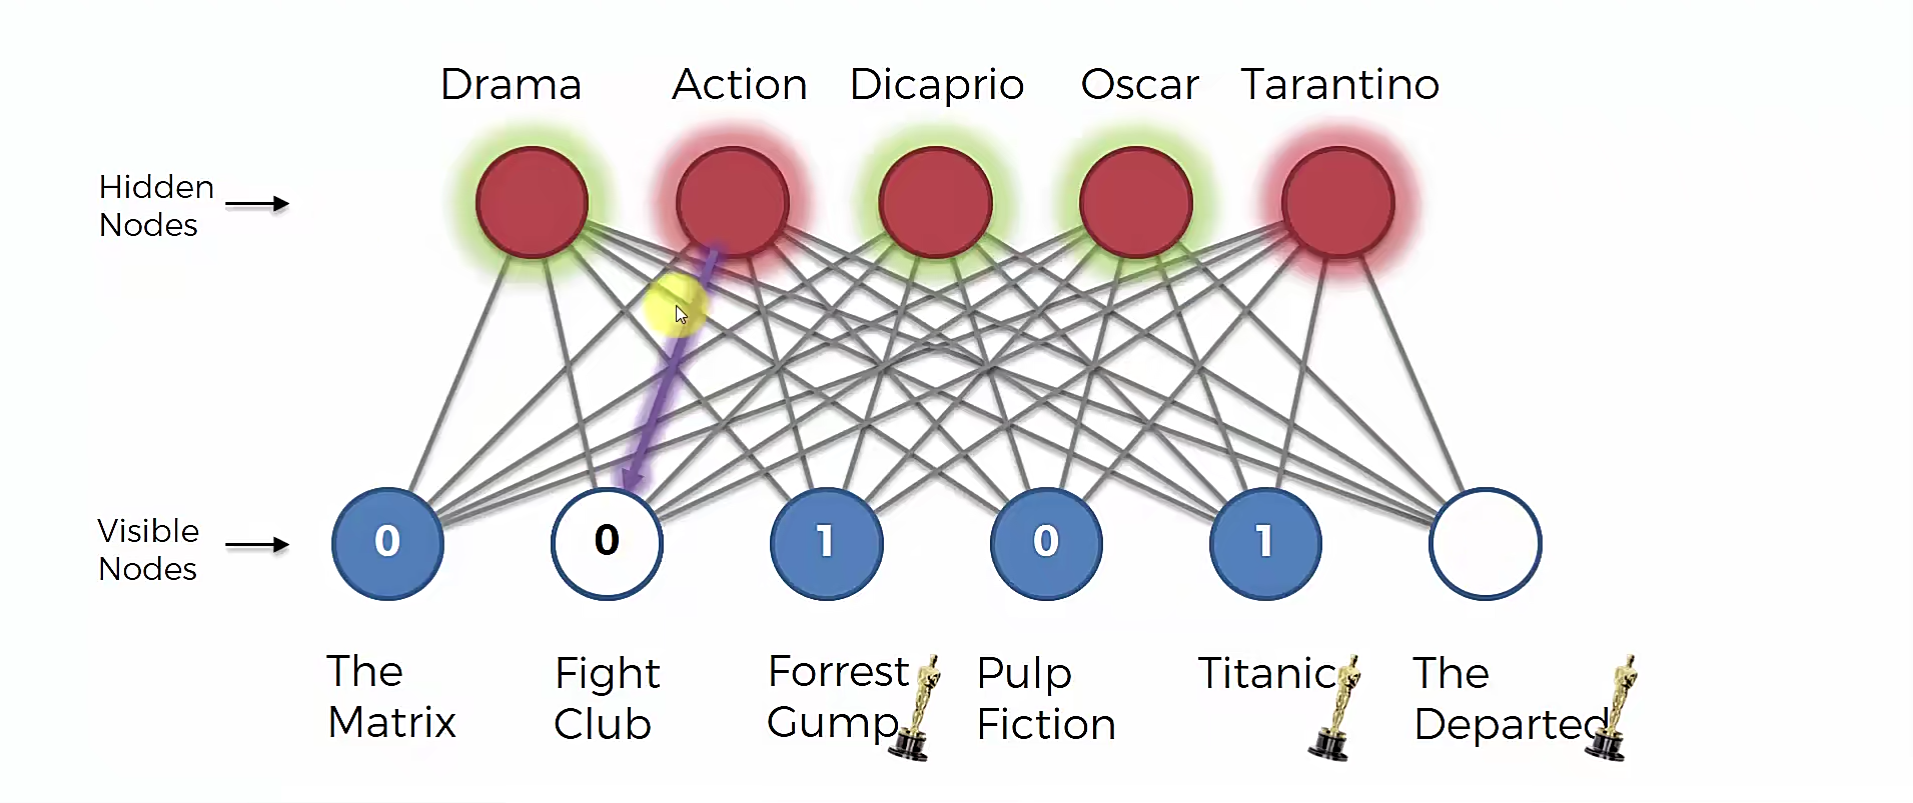 Drama Action Dicaprio Oscar Tarantino
Hidden
Nodes
Visible
Nodes
0 0 1 0 1
The
Matrix
Fight
Club
Forrest
Gump
Pulp
Fiction
Titanic
The
Departed